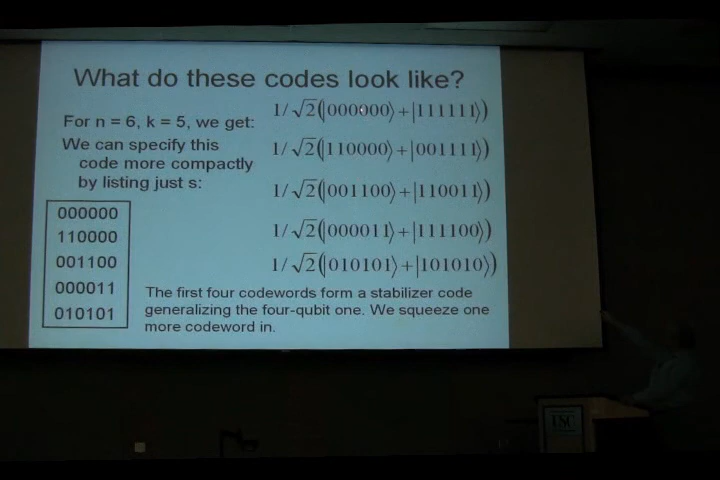 What do these codes look like?
For n = 6, k = 5, we get:
1/√2(|000000⟩+|111111⟩)
We can specify this
code more compactly
by listing just s:
1/√2(|110000⟩+|001111⟩)
1/√2(|001100⟩+|110011⟩)
1/√2(|000011⟩+|111100⟩)
1/√2(|010101⟩+|101010⟩)
000000
110000
001100
000011
010101
The first four codewords form a stabilizer code
generalizing the four-qubit one. We squeeze one
more codeword in.